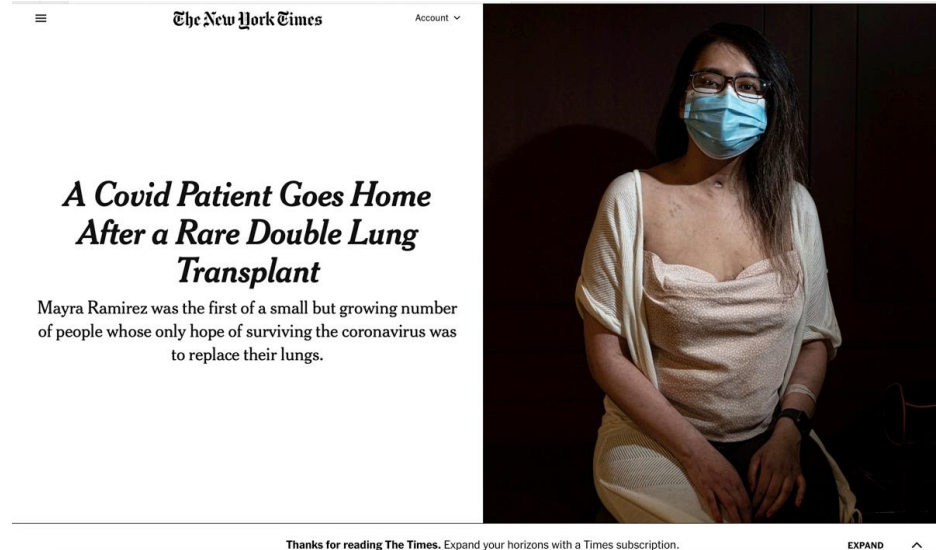 The New York Times
Account
A Covid Patient Goes Home
After a Rare Double Lung
Transplant
Mayra Ramirez was the first of a small but growing number
of people whose only hope of surviving the coronavirus was
to replace their lungs.
Thanks for reading The Times. Expand your horizons with a Times subscription.
EXPAND